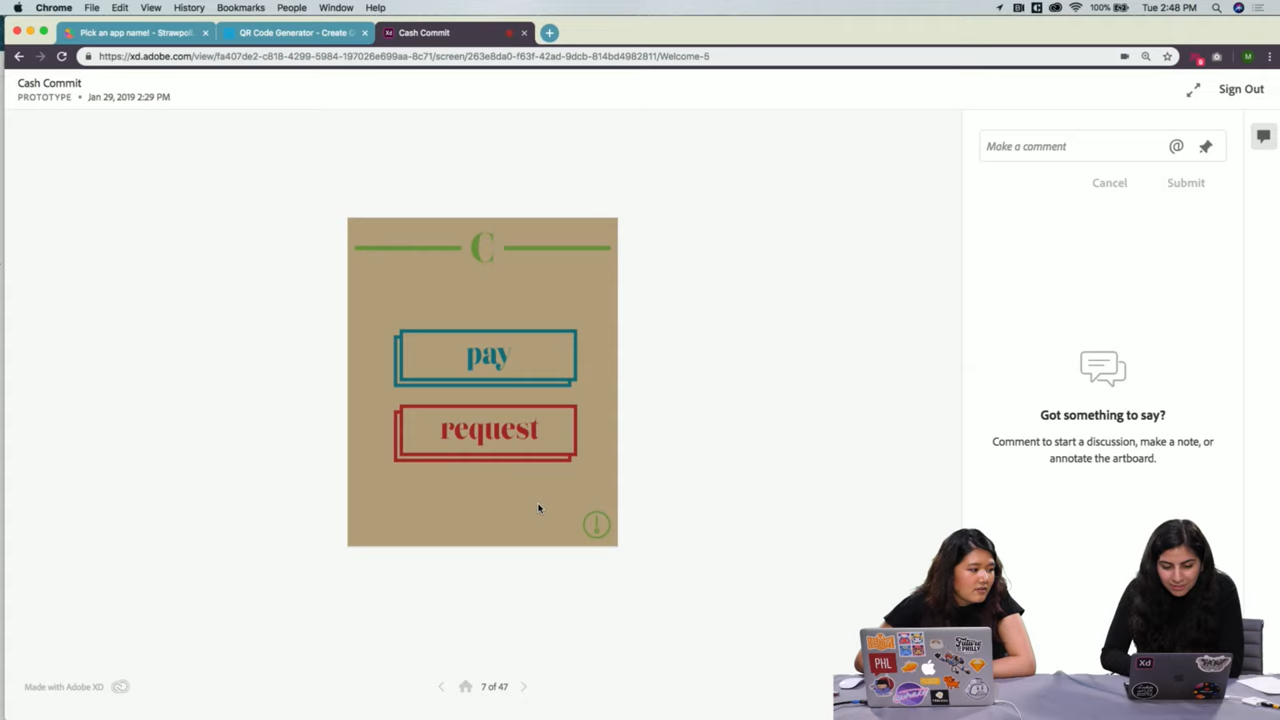 Chrome File Edit View History Bookmarks People Window Help
100% Tue 2:48 PM
Pick an app name! - Strawpoll
QR Code Generator - Create
Cash Commit
https://xd.adobe.com/view/fa407de2-c818-4299-5984-197026e699aa-8c71/screen/263e8da0-f63f-42ad-9dcb-814bd4982811/Welcome-5
Cash Commit
PROTOTYPE • Jan 29, 2019 2:29 PM
Sign Out
Make a comment
@
Cancel Submit
C
pay
request
Got something to say?
Comment to start a discussion, make a note, or
annotate the artboard.
Made with Adobe XD
7 of 47
PHL
PHILLY
Xd